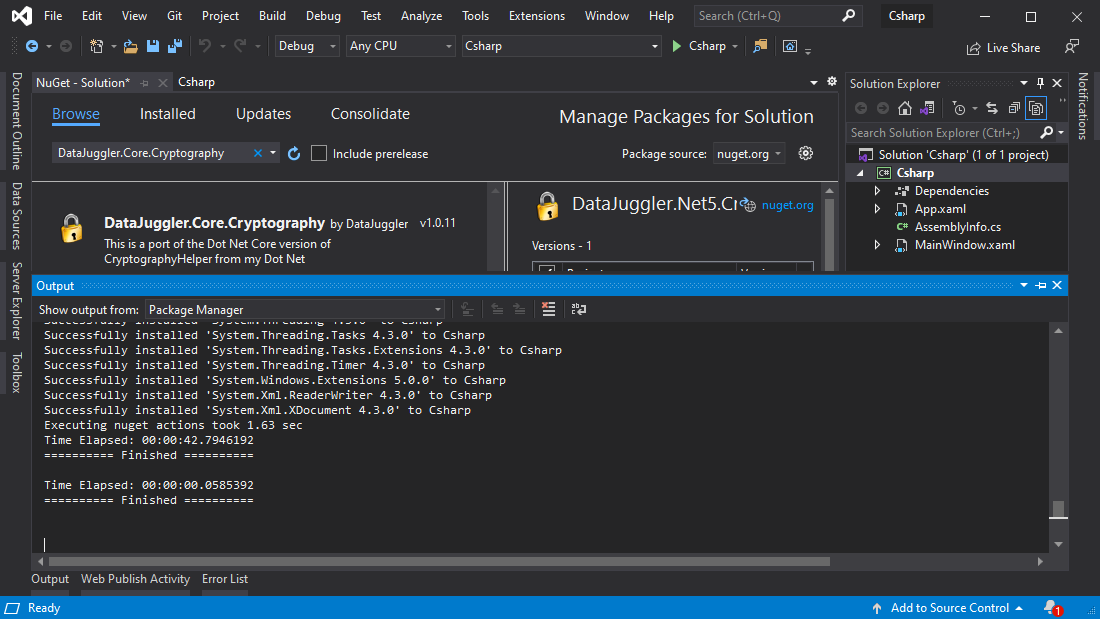 File Edit View Git Project Build Debug Test Analyze Tools Extensions Window Help Search (Ctrl+Q) Csharp
Debug Any CPU Csharp Csharp Live Share
NuGet - Solution* Csharp
Browse Installed Updates Consolidate Manage Packages for Solution
DataJuggler.Core.Cryptography Include prerelease Package source: nuget.org
DataJuggler.Core.Cryptography by DataJuggler v1.0.11
This is a port of the Dot Net Core version of
CryptographyHelper from my Dot Net
DataJuggler.Net5.Cr nuget.org
Versions - 1
Solution Explorer
Search Solution Explorer (Ctrl+;)
Solution 'Csharp' (1 of 1 project)
C# Csharp
Dependencies
App.xaml
C# AssemblyInfo.cs
MainWindow.xaml
Document Outline
Data Sources
Server Explorer
Toolbox
Notifications
Output
Show output from: Package Manager
Successfully installed 'System.Threading 4.3.0' to Csharp
Successfully installed 'System.Threading.Tasks 4.3.0' to Csharp
Successfully installed 'System.Threading.Tasks.Extensions 4.3.0' to Csharp
Successfully installed 'System.Threading.Timer 4.3.0' to Csharp
Successfully installed 'System.Windows.Extensions 5.0.0' to Csharp
Successfully installed 'System.Xml.ReaderWriter 4.3.0' to Csharp
Successfully installed 'System.Xml.XDocument 4.3.0' to Csharp
Executing nuget actions took 1.63 sec
Time Elapsed: 00:00:42.7946192
========== Finished ==========
Time Elapsed: 00:00:00.0585392
========== Finished ==========
Output Web Publish Activity Error List
Ready Add to Source Control 1